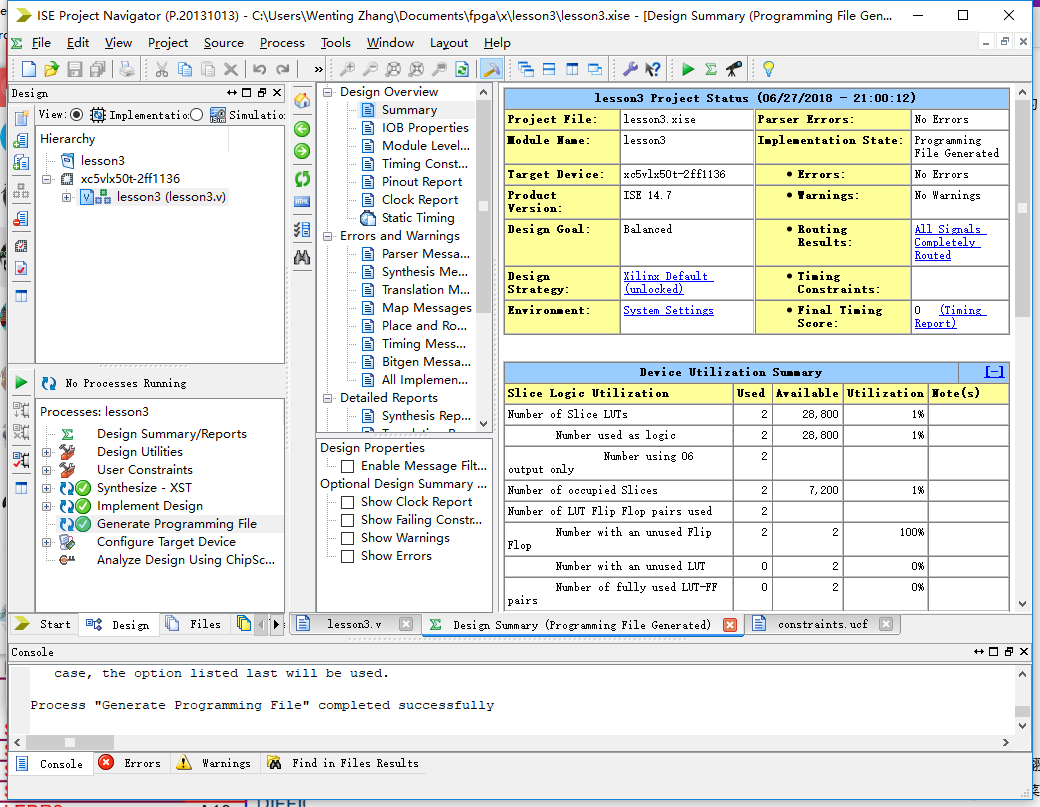 ISE Project Navigator (P.20131013) - C:\Users\Wenting Zhang\Documents\fpga\x\lesson3\lesson3.xise - [Design Summary (Programming File Gen...
File Edit View Project Source Process Tools Window Layout Help
Design
View: Implementatio Simulatio
Hierarchy
lesson3
xc5vlx50t-2ff1136
lesson3 (lesson3.v)
No Processes Running
Processes: lesson3
Design Summary/Reports
Design Utilities
User Constraints
Synthesize - XST
Implement Design
Generate Programming File
Configure Target Device
Analyze Design Using ChipSc...
Start Design Files
Design Overview
Summary
IOB Properties
Module Level...
Timing Const...
Pinout Report
Clock Report
Static Timing
Errors and Warnings
Parser Messa...
Synthesis Me...
Translation M...
Map Messages
Place and Ro...
Timing Mess...
Bitgen Messa...
All Implemen...
Detailed Reports
Synthesis Rep...
Design Properties
Enable Message Filt...
Optional Design Summary ...
Show Clock Report
Show Failing Constr...
Show Warnings
Show Errors
lesson3 Project Status (06/27/2018 - 21:00:12)
Project File: lesson3.xise Parser Errors: No Errors
Module Name: lesson3 Implementation State: Programming
File Generated
Target Device: xc5vlx50t-2ff1136 • Errors: No Errors
Product
Version: ISE 14.7 • Warnings: No Warnings
Design Goal: Balanced • Routing
Results: All Signals
Completely
Routed
Design
Strategy: Xilinx Default
(unlocked) • Timing
Constraints:
Environment: System Settings • Final Timing
Score: 0 (Timing
Report)
Device Utilization Summary [-]
Slice Logic Utilization Used Available Utilization Note(s)
Number of Slice LUTs 2 28,800 1%
Number used as logic 2 28,800 1%
Number using O6
output only 2
Number of occupied Slices 2 7,200 1%
Number of LUT Flip Flop pairs used 2
Number with an unused Flip
Flop 2 2 100%
Number with an unused LUT 0 2 0%
Number of fully used LUT-FF
pairs 0 2 0%
lesson3.v Design Summary (Programming File Generated) constraints.ucf
Console
case, the option listed last will be used.
Process "Generate Programming File" completed successfully
Console Errors Warnings Find in Files Results